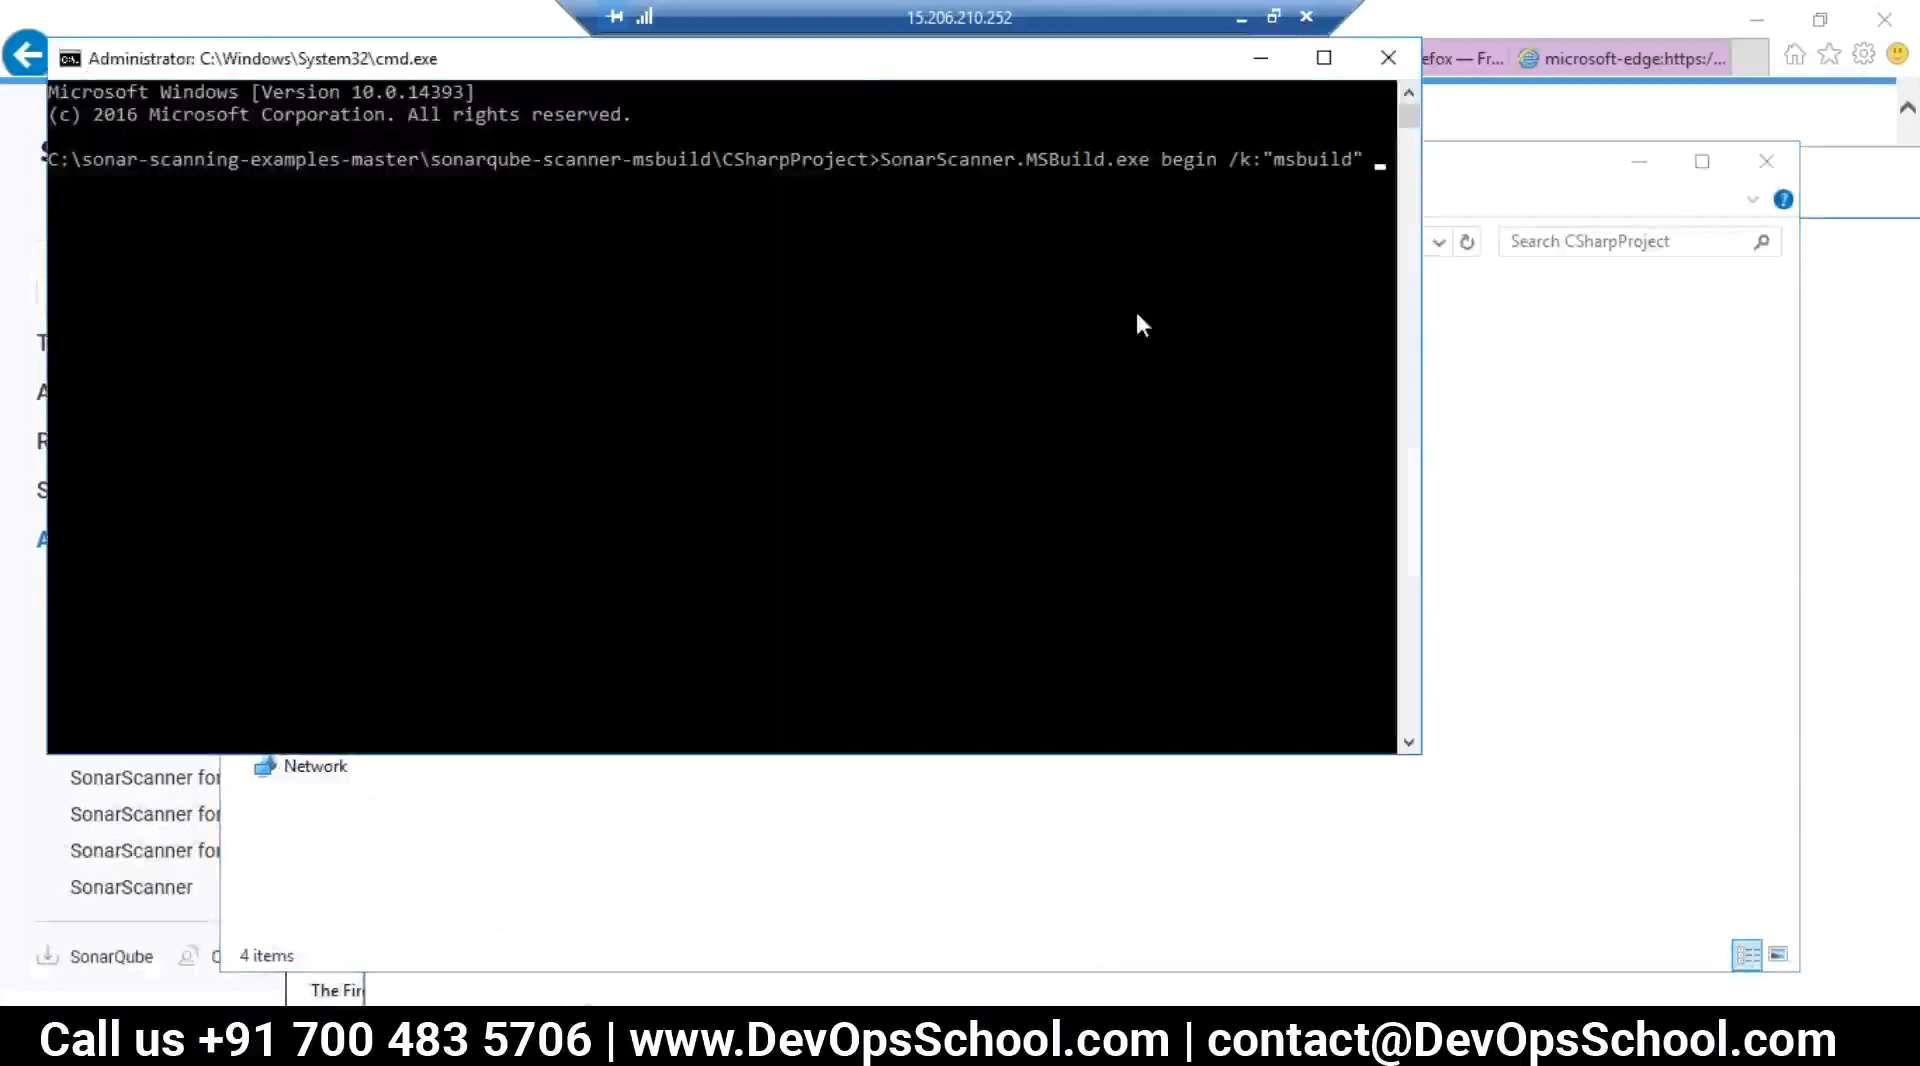 15.206.210.252
Administrator: C:\Windows\System32\cmd.exe
efox — Fr...
microsoft-edge:https:/...
Microsoft Windows [Version 10.0.14393]
(c) 2016 Microsoft Corporation. All rights reserved.
C:\sonar-scanning-examples-master\sonarqube-scanner-msbuild\CSharpProject>SonarScanner.MSBuild.exe begin /k:"msbuild"
Search CSharpProject
Network
SonarScanner for
SonarScanner for
SonarScanner for
SonarScanner
SonarQube
4 items
The Fir
Call us +91 700 483 5706 | www.DevOpsSchool.com | contact@DevOpsSchool.com